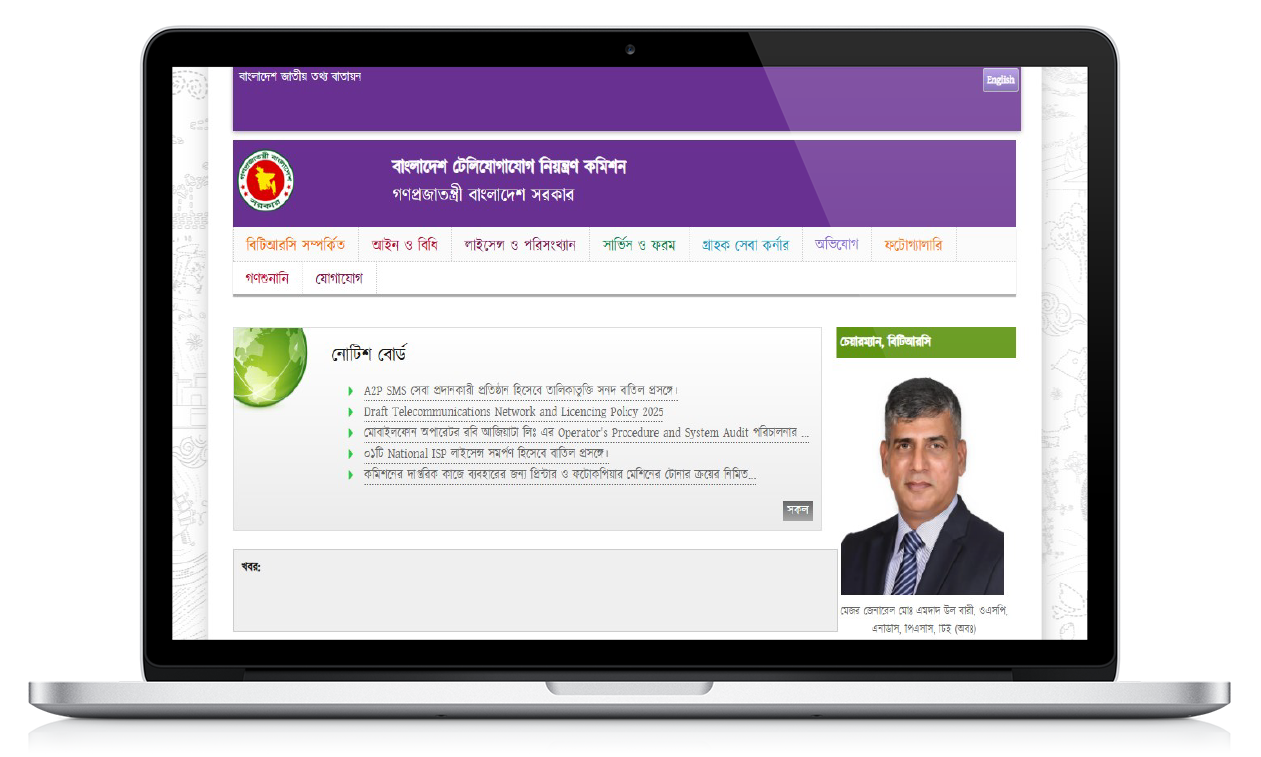 বাংলাদেশ জাতীয় তথ্য বাতায়ন
English
গণপ্রজাতন্ত্রী বাংলাদেশ
সরকার
বাংলাদেশ টেলিযোগাযোগ নিয়ন্ত্রণ কমিশন
গণপ্রজাতন্ত্রী বাংলাদেশ সরকার
বিটিআরসি সম্পর্কিত আইন ও বিধি লাইসেন্স ও পরিসংখ্যান সার্ভিস ও ফরম গ্রাহক সেবা কর্নার অভিযোগ ফটোগ্যালারি
গণশুনানি যোগাযোগ
নোটিশ বোর্ড
A2P SMS সেবা প্রদানকারী প্রতিষ্ঠান হিসেবে তালিকাভুক্তি সনদ বাতিল প্রসঙ্গে।
Draft Telecommunications Network and Licencing Policy 2025
মোবাইলফোন অপারেটর রবি আজিয়াটা লিঃ এর Operator's Procedure and System Audit পরিচালনার ...
০১টি National ISP লাইসেন্স সমর্পণ হিসেবে বাতিল প্রসঙ্গে।
কমিশনের দাপ্তরিক কাজে ব্যবহারের জন্য প্রিন্টার ও ফটোকপিয়ার মেশিনের টোনার ক্রয়ের নিমিত...
সকল
খবর:
চেয়ারম্যান, বিটিআরসি
মেজর জেনারেল মোঃ এমদাদ উল বারী, ওএসপি,
এনডিসি, পিএসসি, টিই (অবঃ)